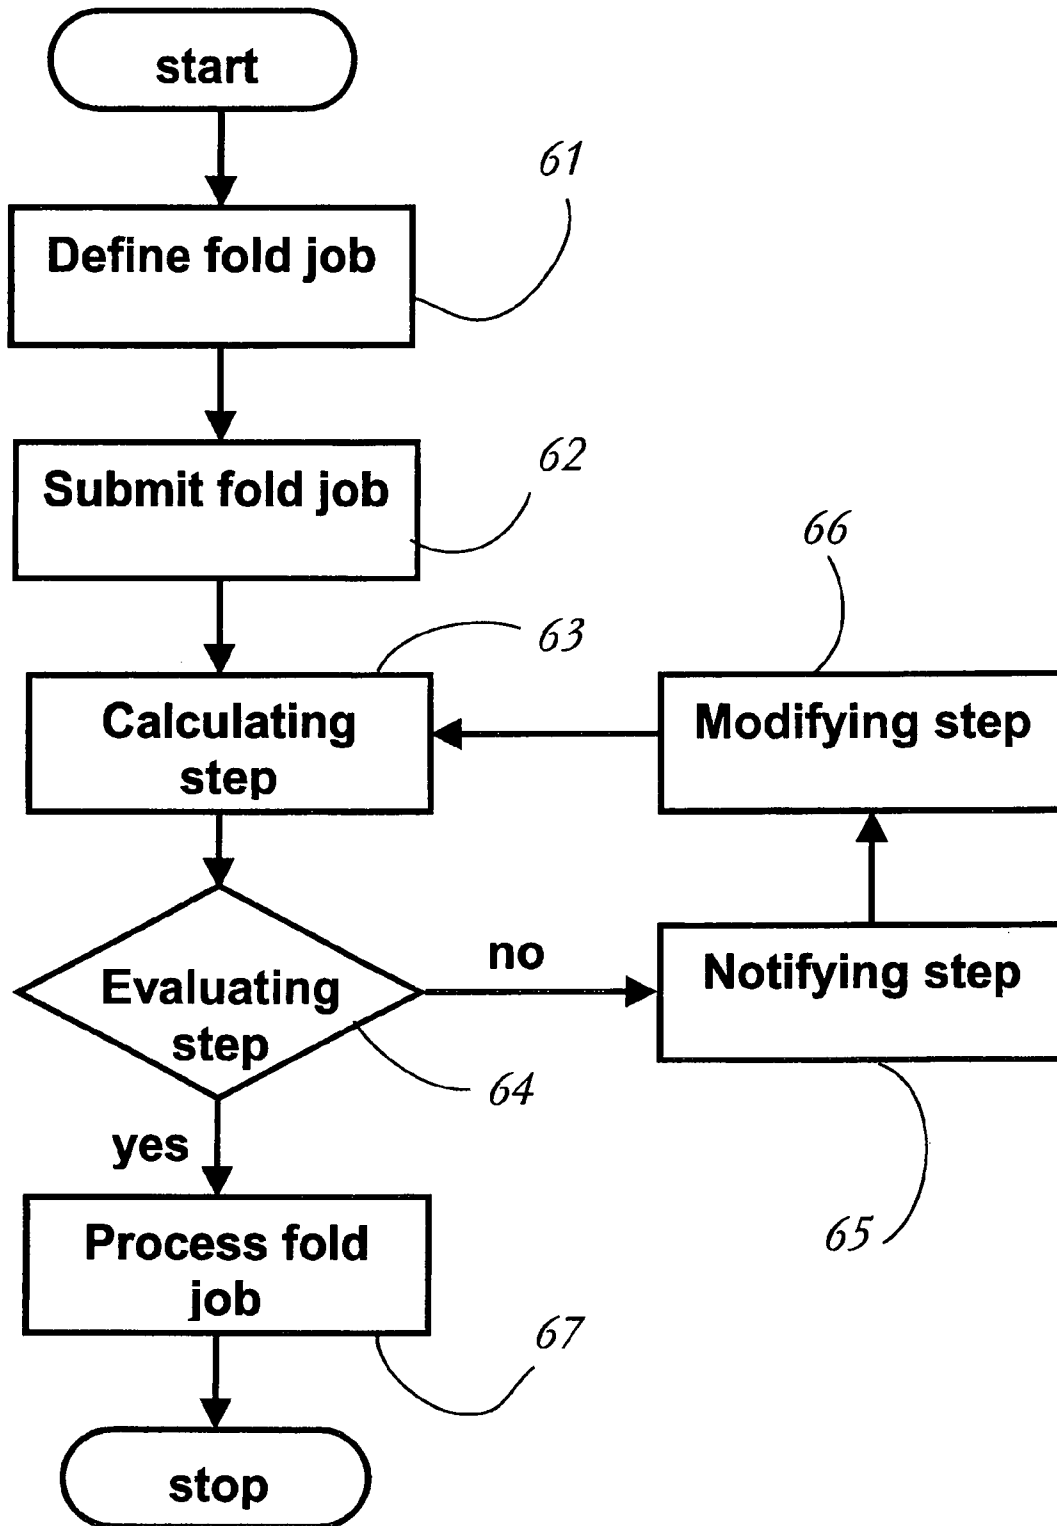 start
61
Define fold job
62
Submit fold job
66
63
Calculating
step
Modifying step
no
Notifying step
Evaluating
step
64
yes
65
Process fold
job
67
stop